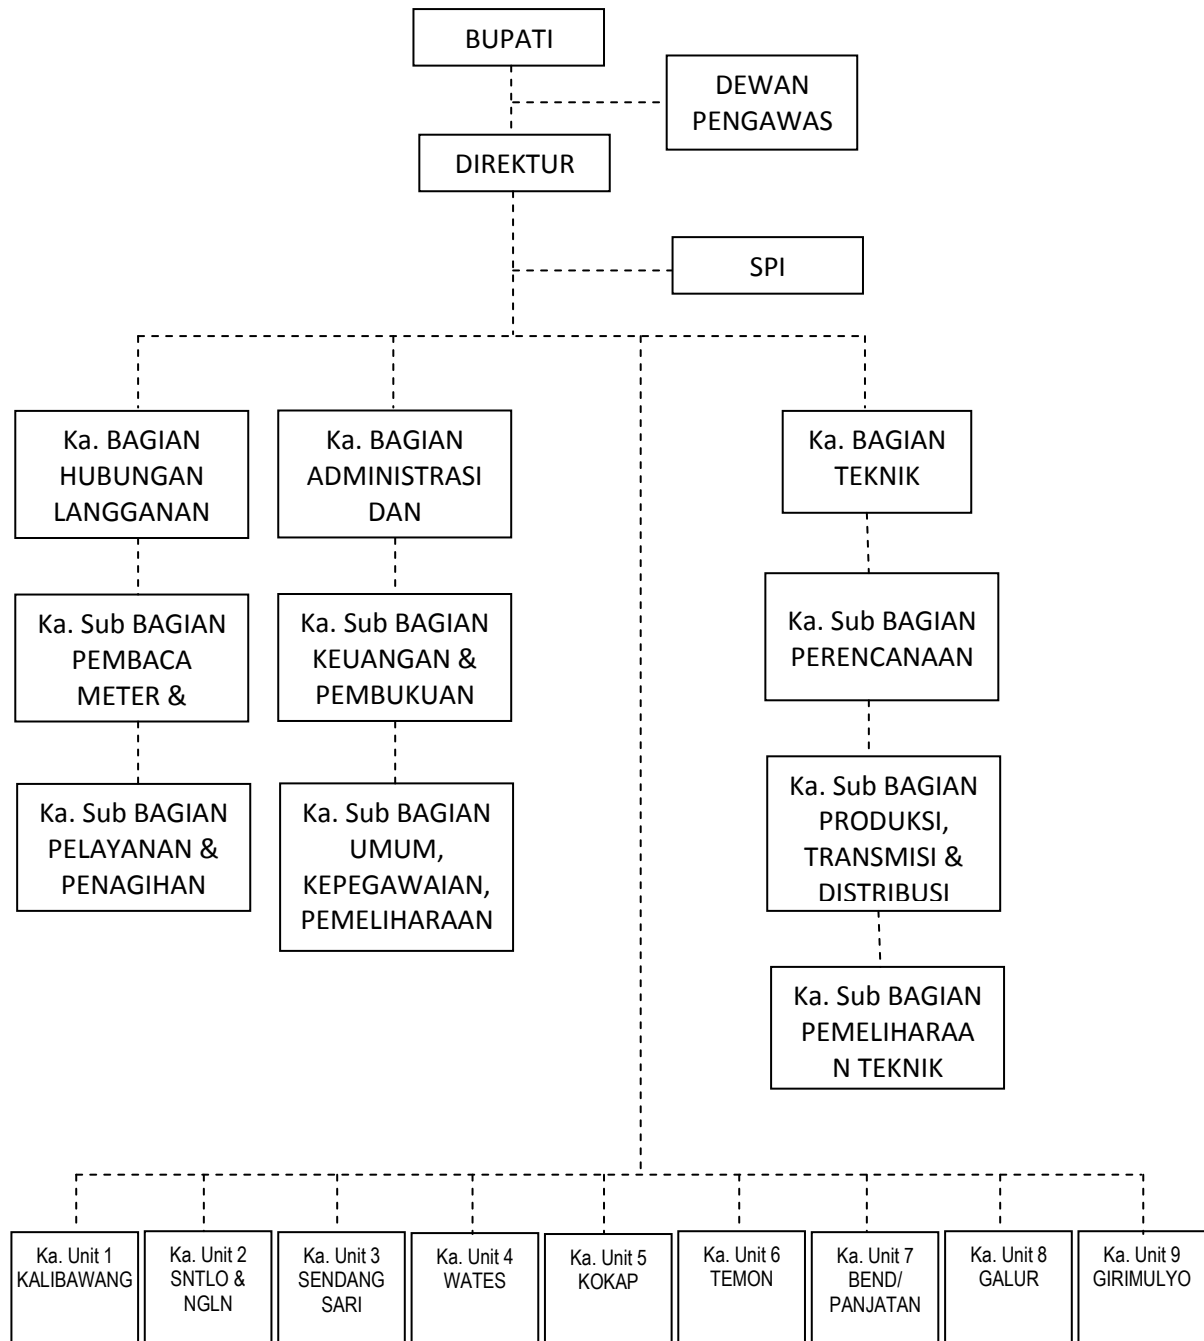 BUPATI
DEWAN
PENGAWAS
DIREKTUR
SPI
Ka. BAGIAN
HUBUNGAN
LANGGANAN
Ka. BAGIAN
ADMINISTRASI
DAN
Ka. BAGIAN
TEKNIK
Ka. Sub BAGIAN
PEMBACA
METER &
Ka. Sub BAGIAN
KEUANGAN &
PEMBUKUAN
Ka. Sub BAGIAN
PERENCANAAN
Ka. Sub BAGIAN
PELAYANAN &
PENAGIHAN
Ka. Sub BAGIAN
UMUM,
KEPEGAWAIAN,
PEMELIHARAAN
Ka. Sub BAGIAN
PRODUKSI,
TRANSMISI &
DISTRIBUSI
Ka. Sub BAGIAN
PEMELIHARAA
N TEKNIK
Ka. Unit 1
KALIBAWANG
Ka. Unit 2
SNTLO &
NGLN
Ka. Unit 3
SENDANG
SARI
Ka. Unit 4
WATES
Ka. Unit 5
KOKAP
Ka. Unit 6
TEMON
Ka. Unit 7
BEND/
PANJATAN
Ka. Unit 8
GALUR
Ka. Unit 9
GIRIMULYO